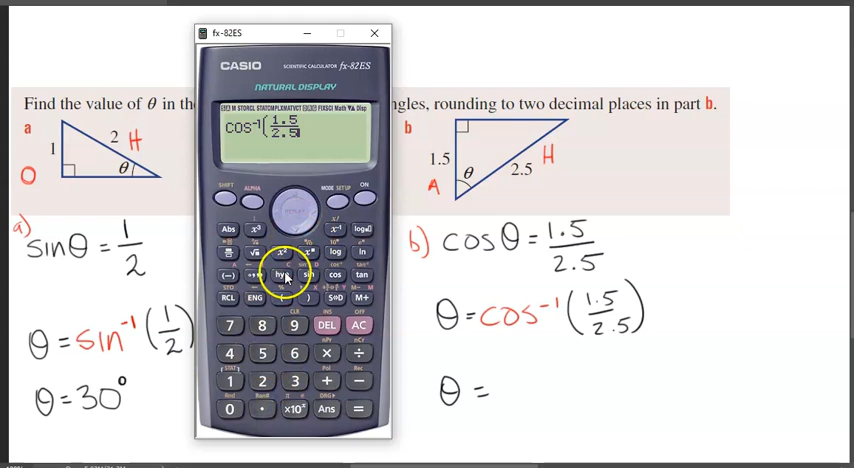 fx-82ES
CASIO SCIENTIFIC CALCULATOR fx-82ES
NATURAL DISPLAY
Find the value of θ in th
ngles, rounding to two decimal places in part b.
cos⁻¹(1.5/2.5
a
1
2
H
O
θ
b
1.5
A
θ
2.5
H
SHIFT ALPHA MODE SETUP ON
REPLAY
Abs x³ x⁻¹ log
√ x² log ln
(−) hyp sin cos tan
RCL ENG ( ) S⇔D M+
7 8 9 DEL AC
4 5 6 × ÷
1 2 3 + −
0 . ×10ˣ Ans =
a)
sinθ = 1/2
θ = sin⁻¹(1/2)
θ = 30°
b) cosθ = 1.5/2.5
θ = cos⁻¹(1.5/2.5)
θ =